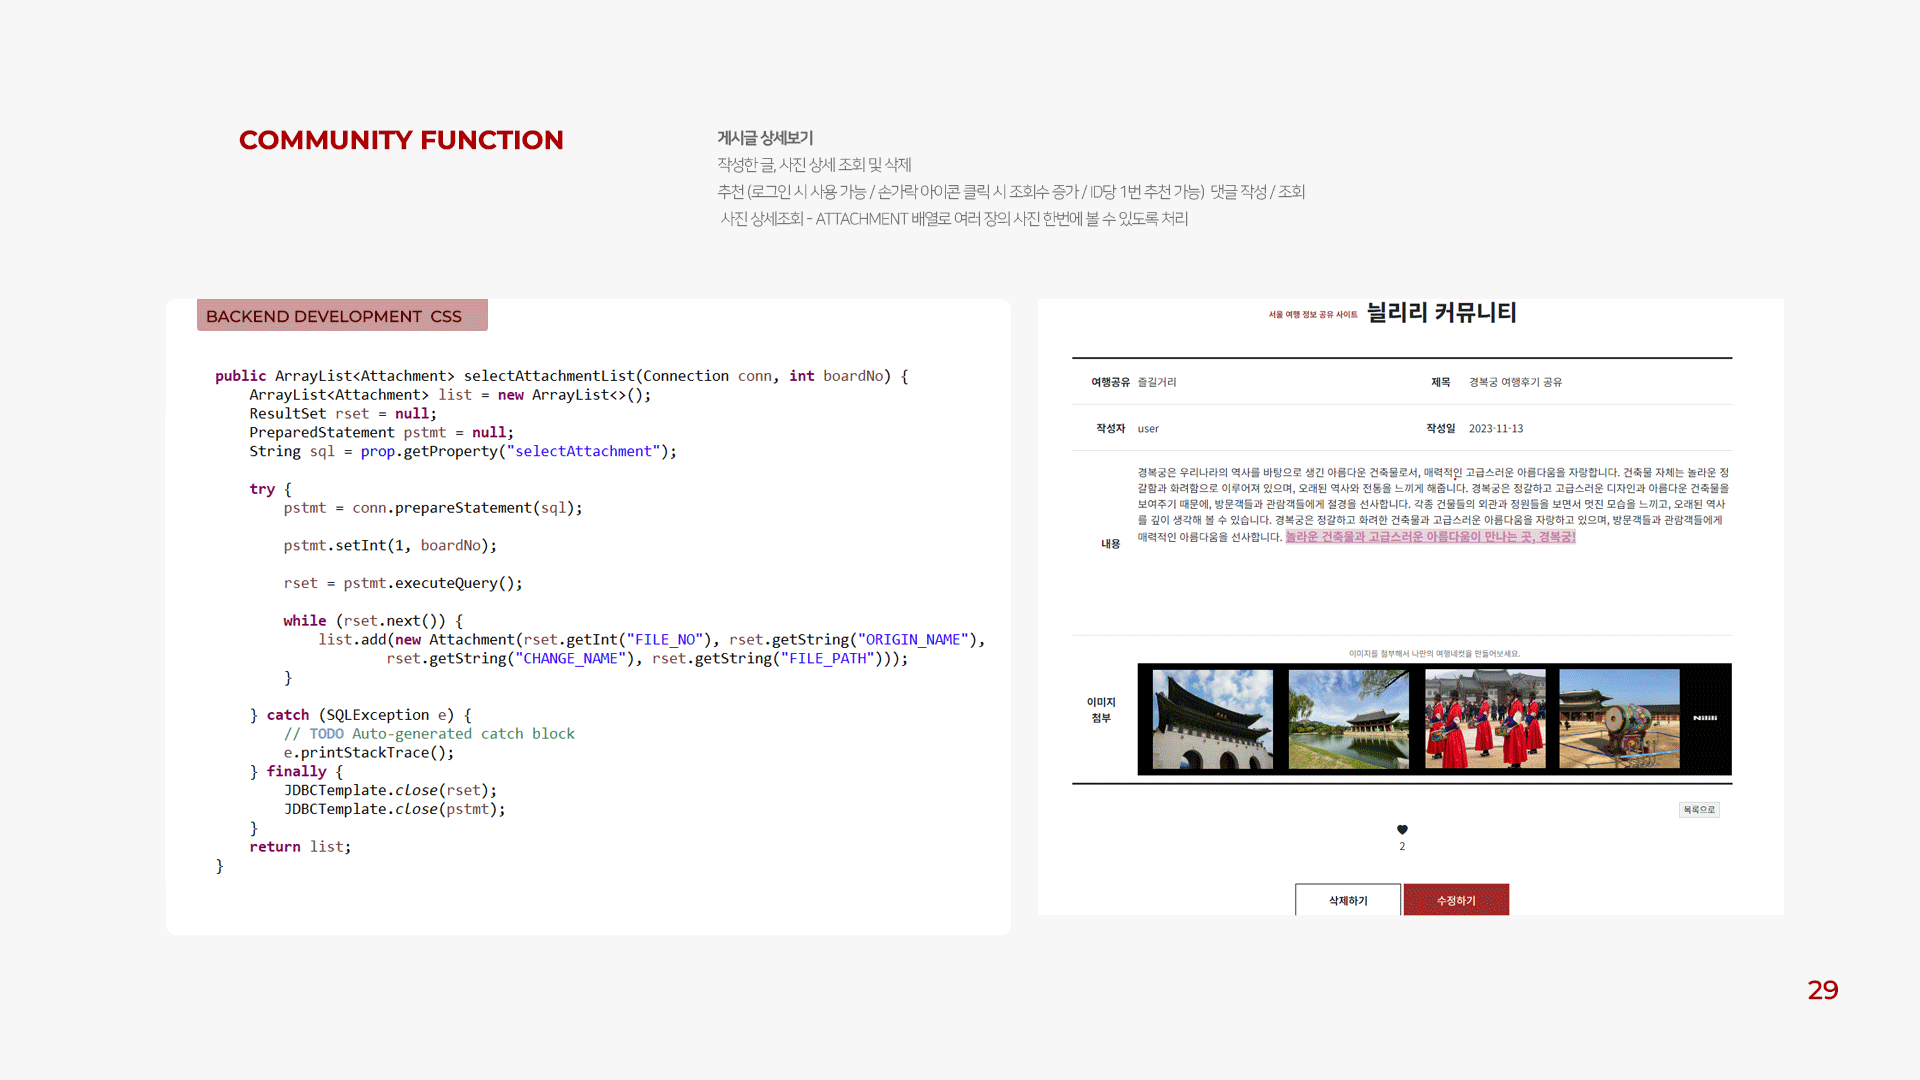 COMMUNITY FUNCTION
게시글 상세보기
작성한 글, 사진 상세 조회 및 삭제
추천 (로그인 시 사용 가능 / 손가락 아이콘 클릭 시 조회수 증가 / ID당 1번 추천 가능) 댓글 작성 / 조회
사진 상세조회 - ATTACHMENT 배열로 여러 장의 사진 한번에 볼 수 있도록 처리
BACKEND DEVELOPMENT CSS
public ArrayList<Attachment> selectAttachmentList(Connection conn, int boardNo) {
ArrayList<Attachment> list = new ArrayList<>();
ResultSet rset = null;
PreparedStatement pstmt = null;
String sql = prop.getProperty("selectAttachment");
try {
pstmt = conn.prepareStatement(sql);
pstmt.setInt(1, boardNo);
rset = pstmt.executeQuery();
while (rset.next()) {
list.add(new Attachment(rset.getInt("FILE_NO"), rset.getString("ORIGIN_NAME"),
rset.getString("CHANGE_NAME"), rset.getString("FILE_PATH")));
}
} catch (SQLException e) {
// TODO Auto-generated catch block
e.printStackTrace();
} finally {
JDBCTemplate.close(rset);
JDBCTemplate.close(pstmt);
}
return list;
}
서울 여행 정보 공유 사이트 닐리리 커뮤니티
여행공유 즐길거리 제목 경복궁 여행후기 공유
작성자 user 작성일 2023-11-13
내용
경복궁은 우리나라의 역사를 바탕으로 생긴 아름다운 건축물로서, 매력적인 고급스러운 아름다움을 자랑합니다. 건축물 자체는 놀라운 정
갈함과 화려함으로 이루어져 있으며, 오래된 역사와 전통을 느끼게 해줍니다. 경복궁은 정갈하고 고급스러운 디자인과 아름다운 건축물을
보여주기 때문에, 방문객들과 관람객들에게 절경을 선사합니다. 각종 건물들의 외관과 정원들을 보면서 멋진 모습을 느끼고, 오래된 역사
를 깊이 생각해 볼 수 있습니다. 경복궁은 정갈하고 화려한 건축물과 고급스러운 아름다움을 자랑하고 있으며, 방문객들과 관람객들에게
매력적인 아름다움을 선사합니다. 놀라운 건축물과 고급스러운 아름다움이 만나는 곳, 경복궁!
이미지를 첨부해서 나만의 여행네컷을 만들어보세요.
이미지
첨부
Nilili
목록으로
2
삭제하기 수정하기
29